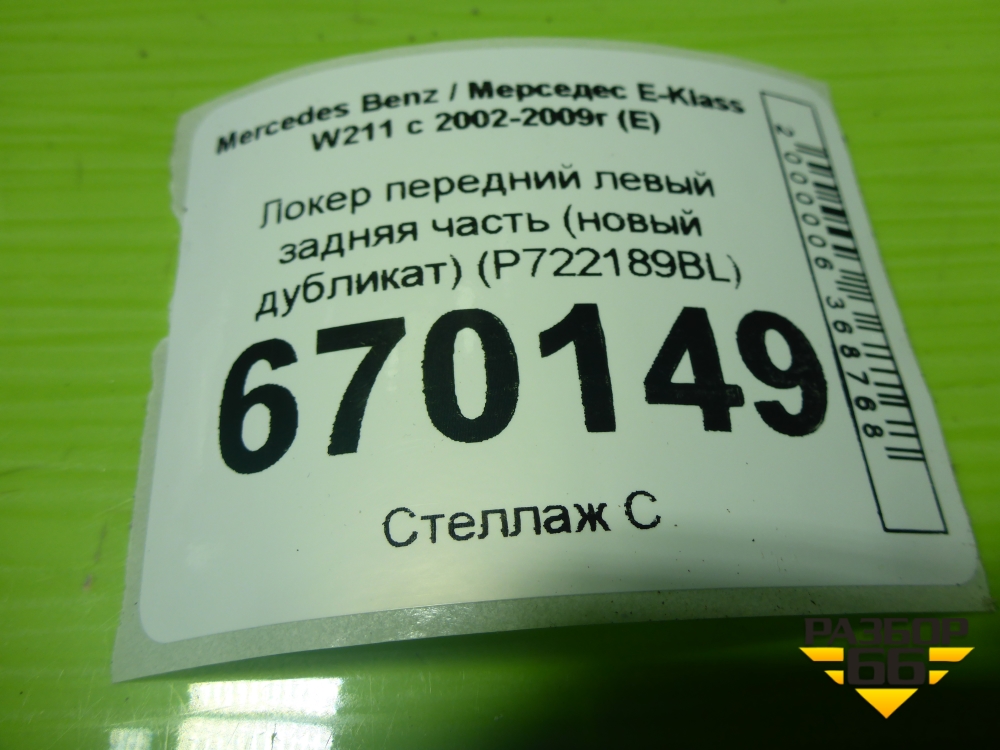 Mercedes Benz / Мерседес E-Klass
W211 с 2002-2009г (E)
Локер передний левый
задняя часть (новый
дубликат) (P722189BL)
670149
Стеллаж С
2000006368768
РАЗБОР
66